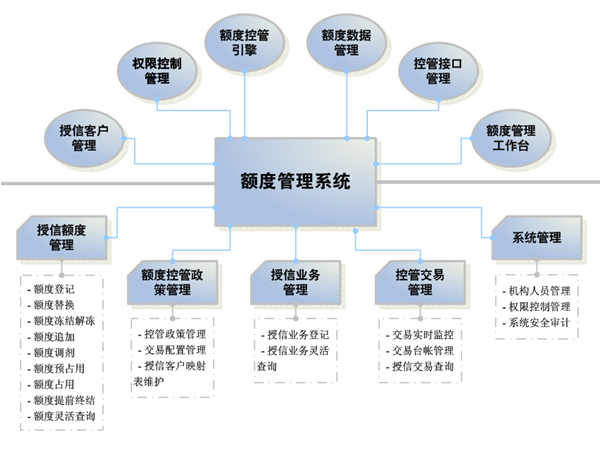 额度控管
引擎
额度数据
管理
权限控制
管理
控管接口
管理
授信客户
管理
额度管理
工作台
额度管理系统
授信额度
管理
额度控管政
策管理
授信业务
管理
控管交易
管理
系统管理
- 额度登记
- 额度替换
- 额度冻结解冻
- 额度追加
- 额度调剂
- 额度预占用
- 额度占用
- 额度提前终结
- 额度灵活查询
- 控管政策管理
- 交易配置管理
- 授信客户映射
表维护
- 授信业务登记
- 授信业务灵活
查询
- 交易实时监控
- 交易台帐管理
- 授信交易查询
- 机构人员管理
- 权限控制管理
- 系统安全审计